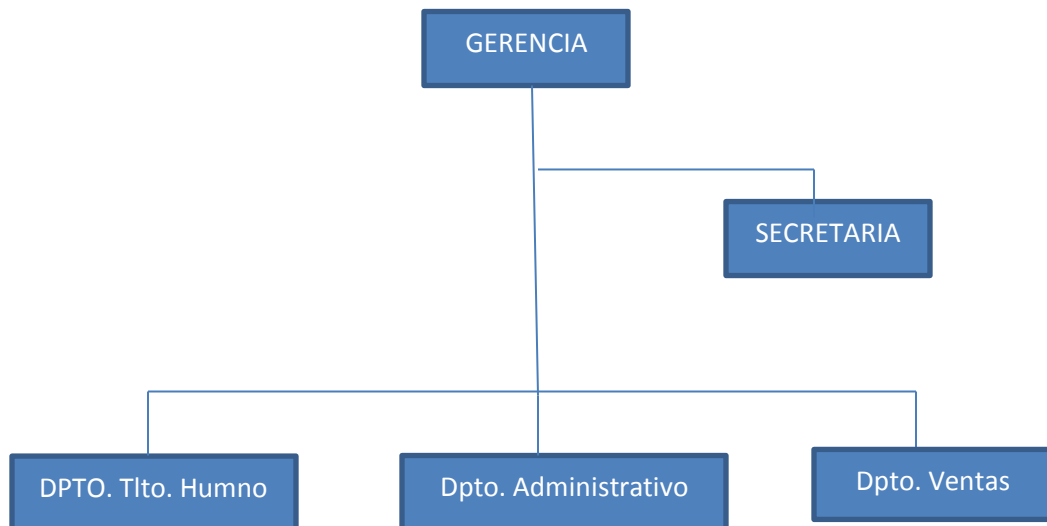 GERENCIA
SECRETARIA
DPTO. Tlto. Humno
Dpto. Administrativo
Dpto. Ventas